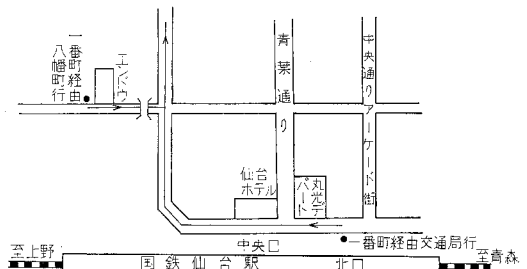 一番町経由
八幡町行
エンドウ
青葉通り
中央通りアーケード街
仙台
ホテル
丸光デ
パート
一番町経由交通局行
中央口
至上野
国鉄仙台駅
北口
至青森